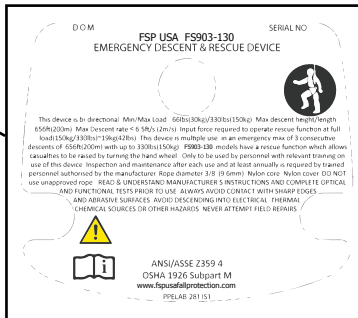 D O M
SERIAL NO
FSP USA FS903-130
EMERGENCY DESCENT & RESCUE DEVICE
This device is bi directional Min/Max Load 66lbs(30kg)/330lbs(150kg) Max descent height/length
656ft(200m) Max Descent rate < 6 5ft/s (2m/s) Input force required to operate rescue function at full
load(150kg/330lbs)~19kg(42lbs) This device is multiple use in an emergency max of 3 consecutive
descents of 656ft(200m) with up to 330lbs(150kg) FS903-130 models have a rescue function which allows
casualties to be raised by turning the hand wheel Only to be used by personnel with relevant training on
use of this device Inspection and maintenance after each use and at least annually is required by trained
personnel authorised by the manufacturer Rope diameter 3/8 (9 6mm) Nylon core Nylon cover DO NOT
use unapproved rope READ & UNDERSTAND MANUFACTURER S INSTRUCTIONS AND COMPLETE OPTICAL
AND FUNCTIONAL TESTS PRIOR TO USE ALWAYS AVOID CONTACT WITH SHARP EDGES
AND ABRASIVE SURFACES AVOID DESCENDING INTO ELECTRICAL THERMAL
CHEMICAL SOURCES OR OTHER HAZARDS NEVER ATTEMPT FIELD REPAIRS
ANSI/ASSE Z359 4
OSHA 1926 Subpart M
www.fspusafallprotection.com
PPELAB 281 IS1